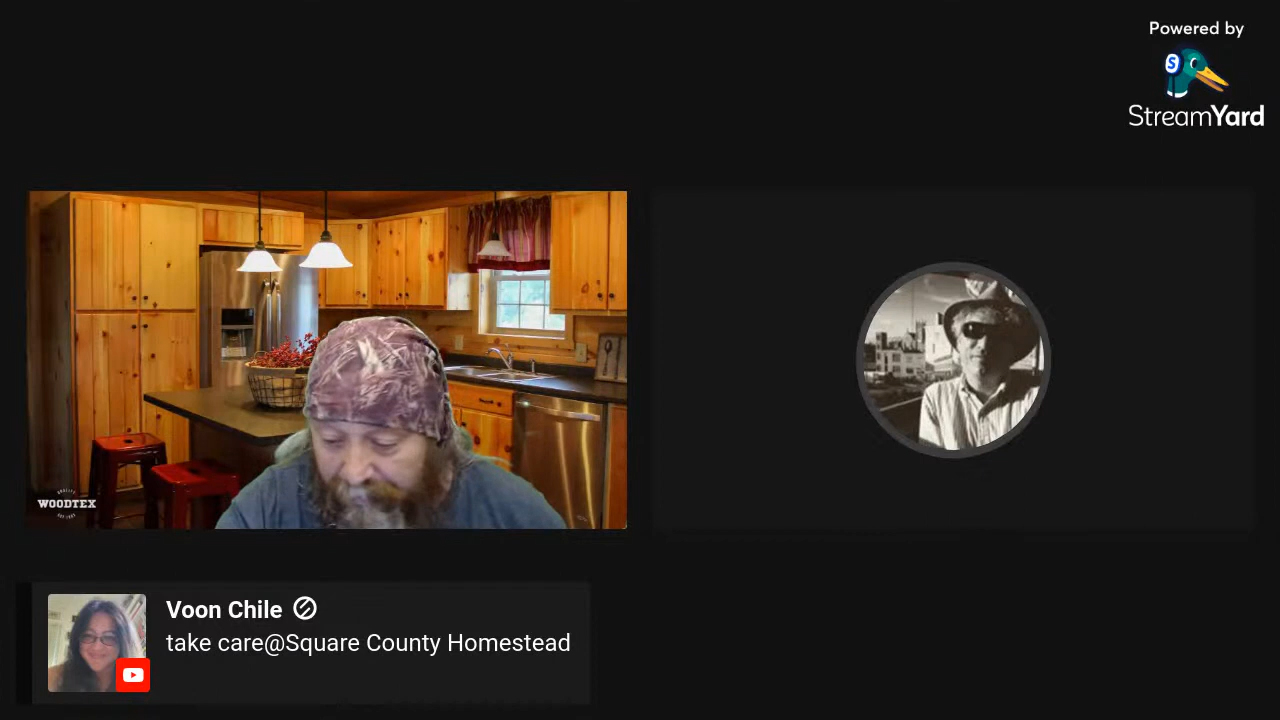 Powered by
StreamYard
WOODTEX
Voon Chile
take care@Square County Homestead